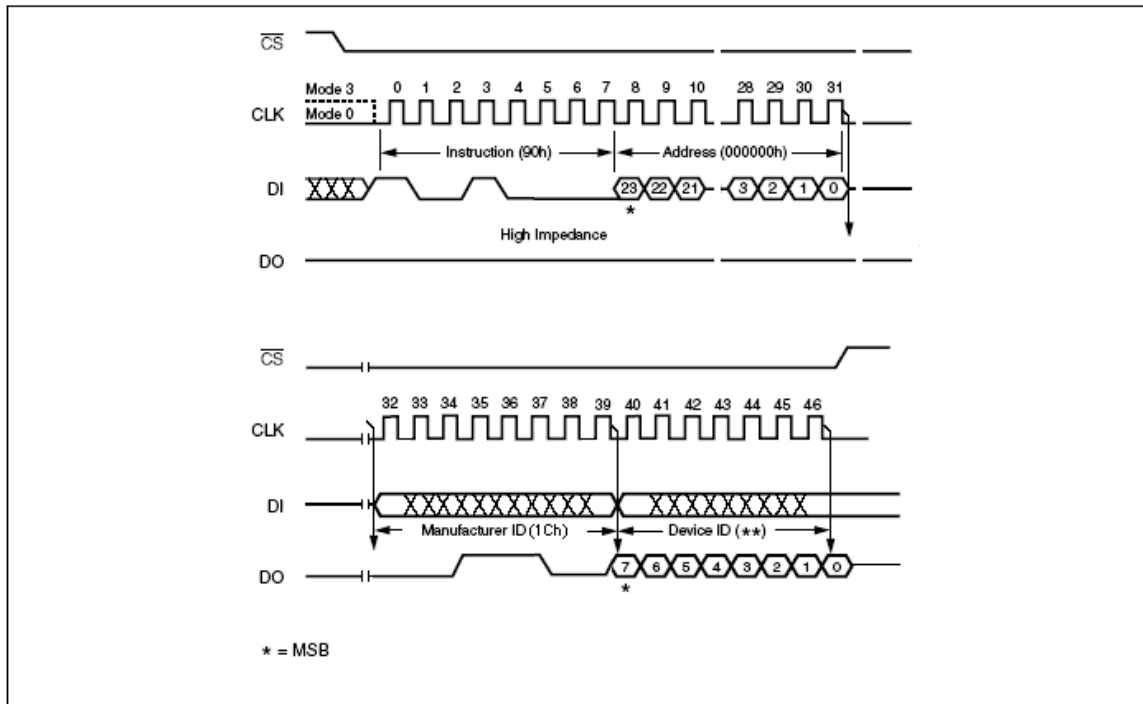 CS
Mode 3
0 1 2 3 4 5 6 7 8 9 10 28 29 30 31
CLK
Mode 0
Instruction (90h) Address (000000h)
DI 23 22 21 3 2 1 0
*
High Impedance
DO
CS
32 33 34 35 36 37 38 39 40 41 42 43 44 45 46
CLK
DI
Manufacturer ID (1Ch) Device ID (**)
DO 7 6 5 4 3 2 1 0
*
* = MSB